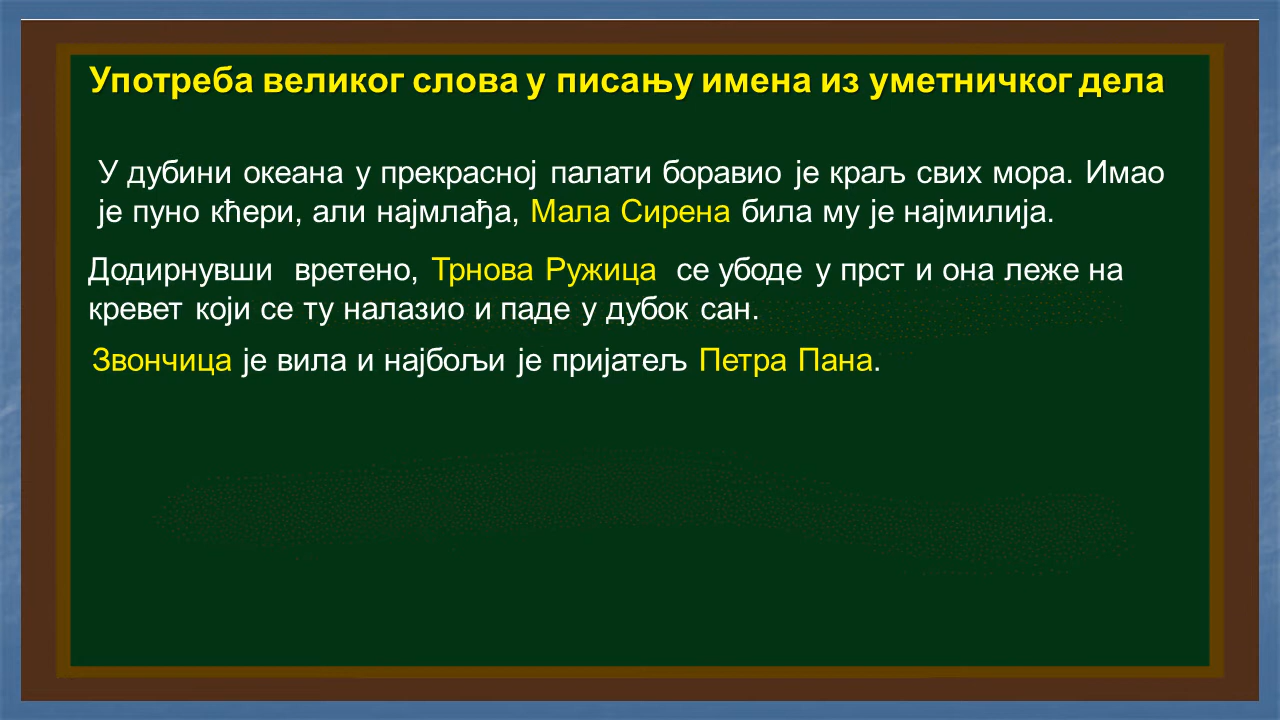 Употреба великог слова у писању имена из уметничког дела
У дубини океана у прекрасној палати боравио је краљ свих мора. Имао
је пуно кћери, али најмлађа, Мала Сирена била му је најмилија.
Додирнувши вретено, Трнова Ружица се убоде у прст и она леже на
кревет који се ту налазио и паде у дубок сан.
Звончица је вила и најбољи је пријатељ Петра Пана.